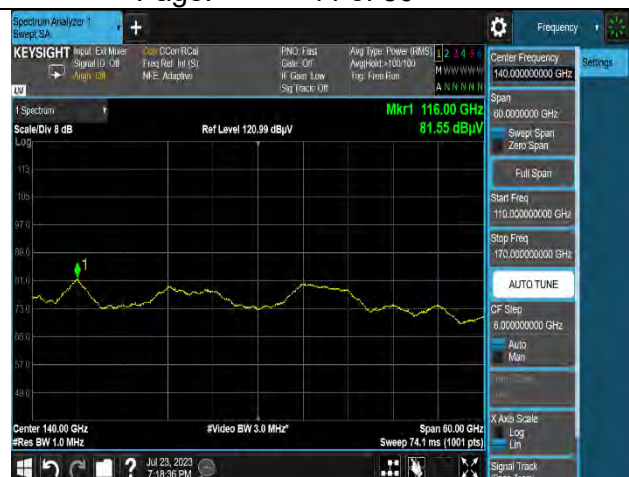 Spectrum Analyzer 1
Swept SA
+
Frequency
KEYSIGHT
Input: Ext Mixer
Signal ID: Off
Align: Off
Corr CCorr RCal
Freq Ref: Int (S)
NFE: Adaptive
PNO: Fast
Gate: Off
IF Gain: Low
Sig Track: Off
Avg Type: Power (RMS)
Avg|Hold:>100/100
Trig: Free Run
1 2 3 4 5 6
M W W W W W
A N N N N N
LXI
1 Spectrum
Scale/Div 8 dB
Log
Ref Level 120.99 dBµV
Mkr1 116.00 GHz
81.55 dBµV
113
105
97.0
89.0
81.0
73.0
65.0
57.0
49.0
1
Center 140.00 GHz
#Res BW 1.0 MHz
#Video BW 3.0 MHz*
Span 60.00 GHz
Sweep 74.1 ms (1001 pts)
?
Jul 23, 2023
7:18:36 PM
Center Frequency
140.000000000 GHz
Settings
Span
60.0000000 GHz
Swept Span
Zero Span
Full Span
Start Freq
110.000000000 GHz
Stop Freq
170.000000000 GHz
AUTO TUNE
CF Step
6.000000000 GHz
Auto
Man
X Axis Scale
Log
Lin
Signal Track